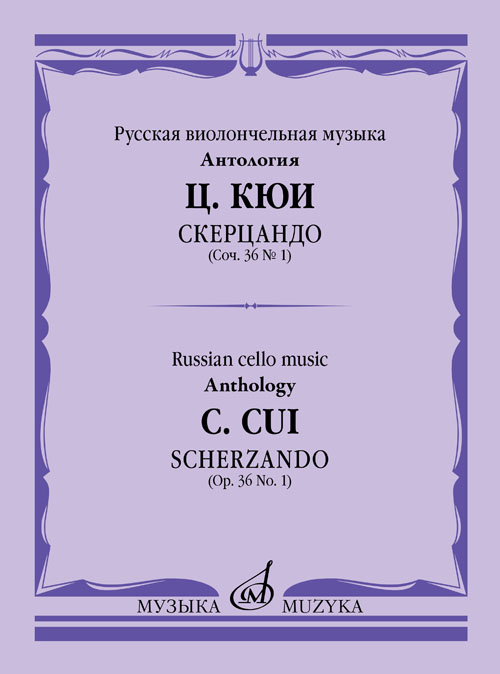 Русская виолончельная музыка
Антология
Ц. КЮИ
СКЕРЦАНДО
(Соч. 36 № 1)
Russian cello music
Anthology
C. CUI
SCHERZANDO
(Op. 36 No. 1)
МУЗЫКА М MUZYKA